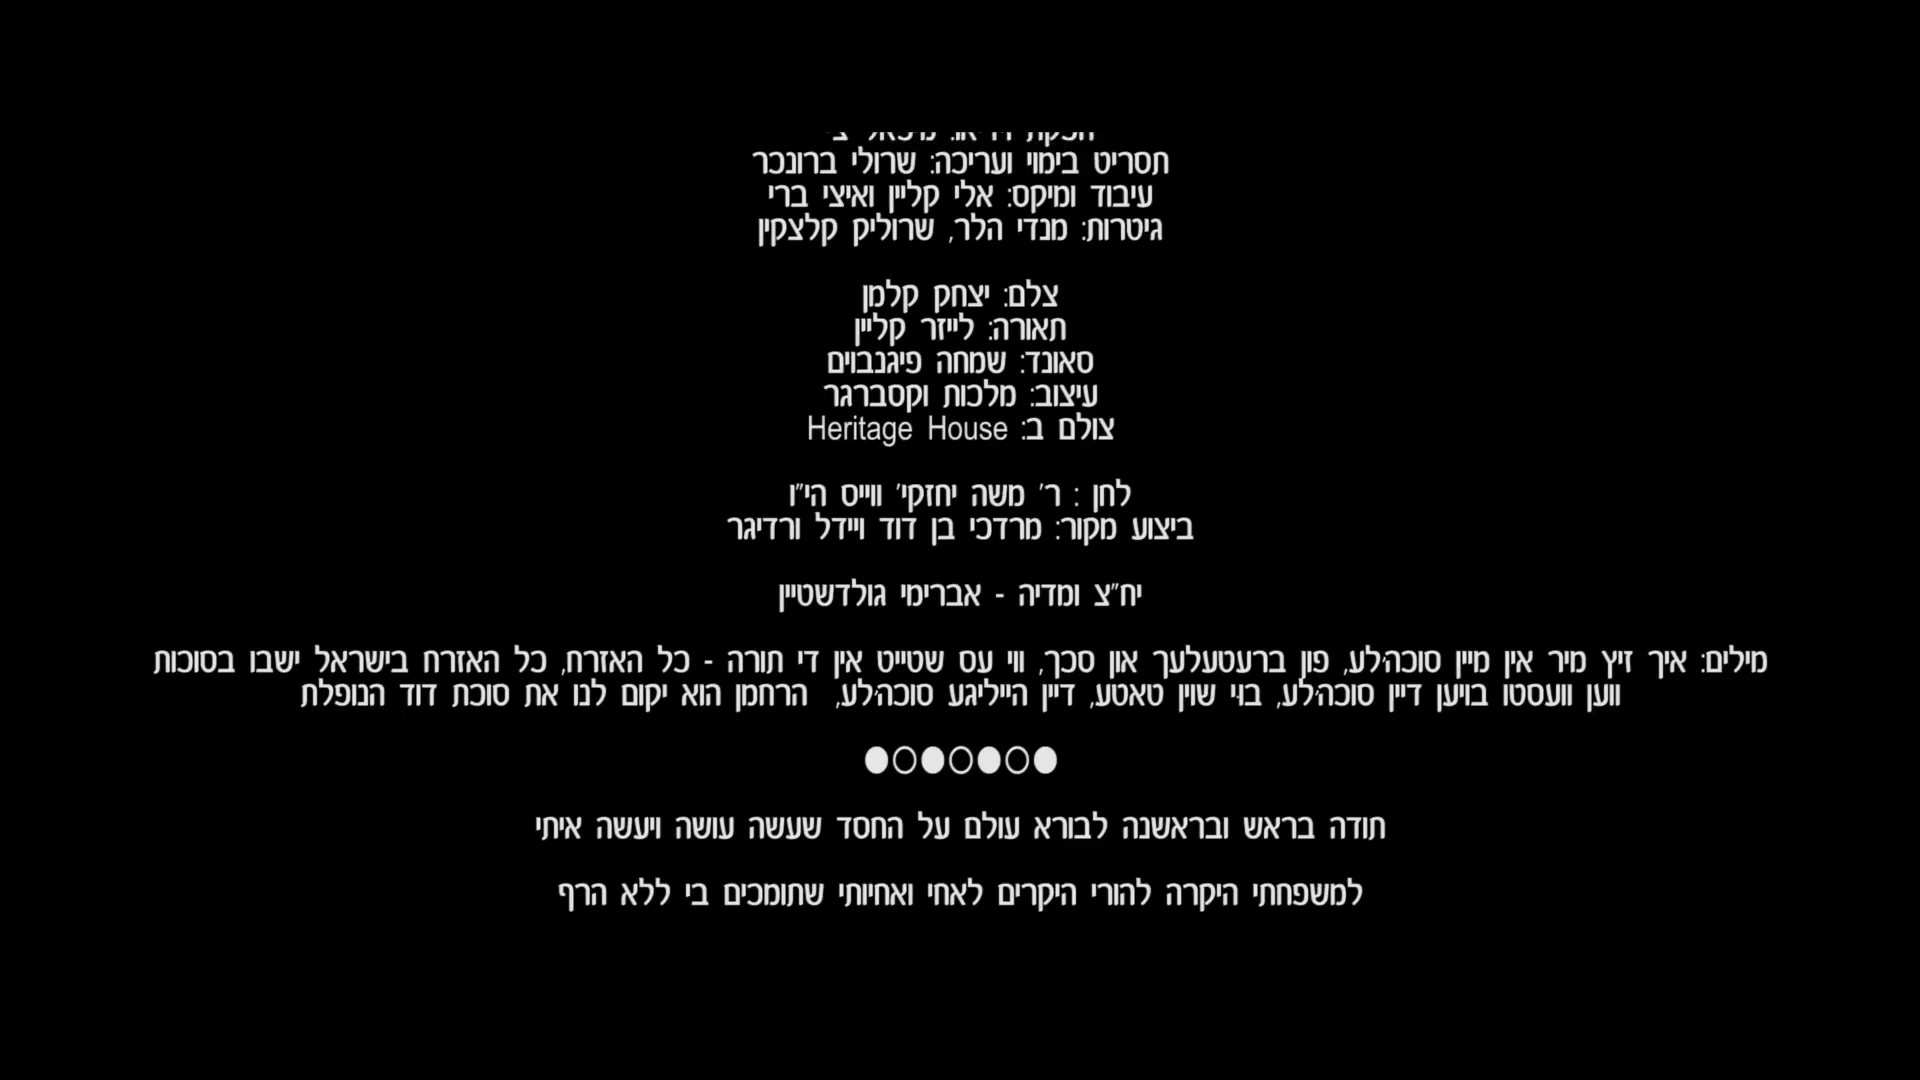 תסריט בימוי ועריכה: שרולי ברונכר
עיבוד ומיקס: אלי קליין ואיצי ברי
גיטרות: מנדי הלר, שרוליק קלצקין
צלם: יצחק קלמן
תאורה: לייזר קליין
סאונד: שמחה פיגנבוים
עיצוב: מלכות וקסברגר
צולם ב: Heritage House
לחן : ר' משה יחזקי' ווייס הי"ו
ביצוע מקור: מרדכי בן דוד ויידל ורדיגר
יח"צ ומדיה - אברימי גולדשטיין
מילים: איך זיץ מיר אין מיין סוכה'לע, פון ברעטעלעך און סכך, ווי עס שטייט אין די תורה - כל האזרח, כל האזרח בישראל ישבו בסוכות
ווען וועסטו בויען דיין סוכה'לע, בוי שוין טאטע, דיין הייליגע סוכה'לע, הרחמן הוא יקום לנו את סוכת דוד הנופלת
●○●○●○●
תודה בראש ובראשנה לבורא עולם על החסד שעשה עושה ויעשה איתי
למשפחתי היקרה להורי היקרים לאחי ואחיותי שתומכים בי ללא הרף